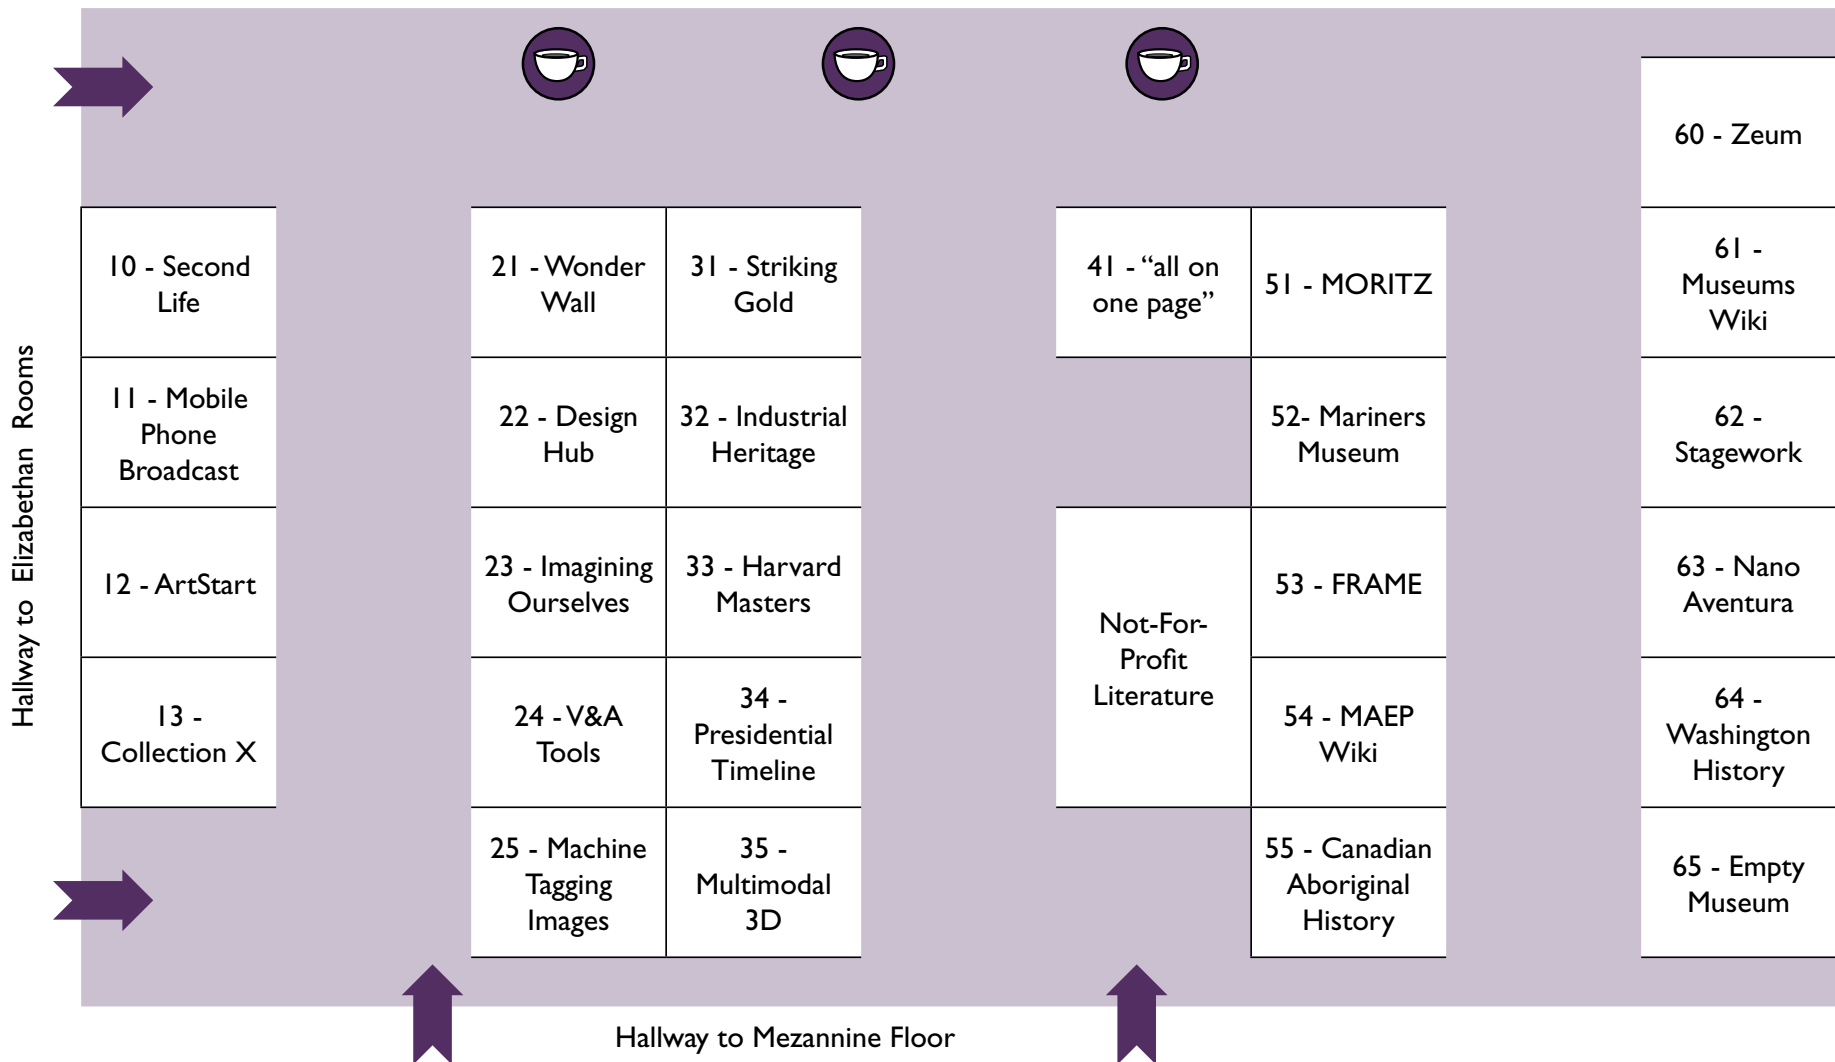 Hallway to Elizabethan Rooms
10 - Second
Life
11 - Mobile
Phone
Broadcast
12 - ArtStart
13 -
Collection X
21 - Wonder
Wall
22 - Design
Hub
23 - Imagining
Ourselves
24 - V&A
Tools
25 - Machine
Tagging
Images
31 - Striking
Gold
32 - Industrial
Heritage
33 - Harvard
Masters
34 -
Presidential
Timeline
35 -
Multimodal
3D
41 - “all on
one page”
Not-For-
Profit
Literature
51 - MORITZ
52- Mariners
Museum
53 - FRAME
54 - MAEP
Wiki
55 - Canadian
Aboriginal
History
60 - Zeum
61 -
Museums
Wiki
62 -
Stagework
63 - Nano
Aventura
64 -
Washington
History
65 - Empty
Museum
Hallway to Mezannine Floor